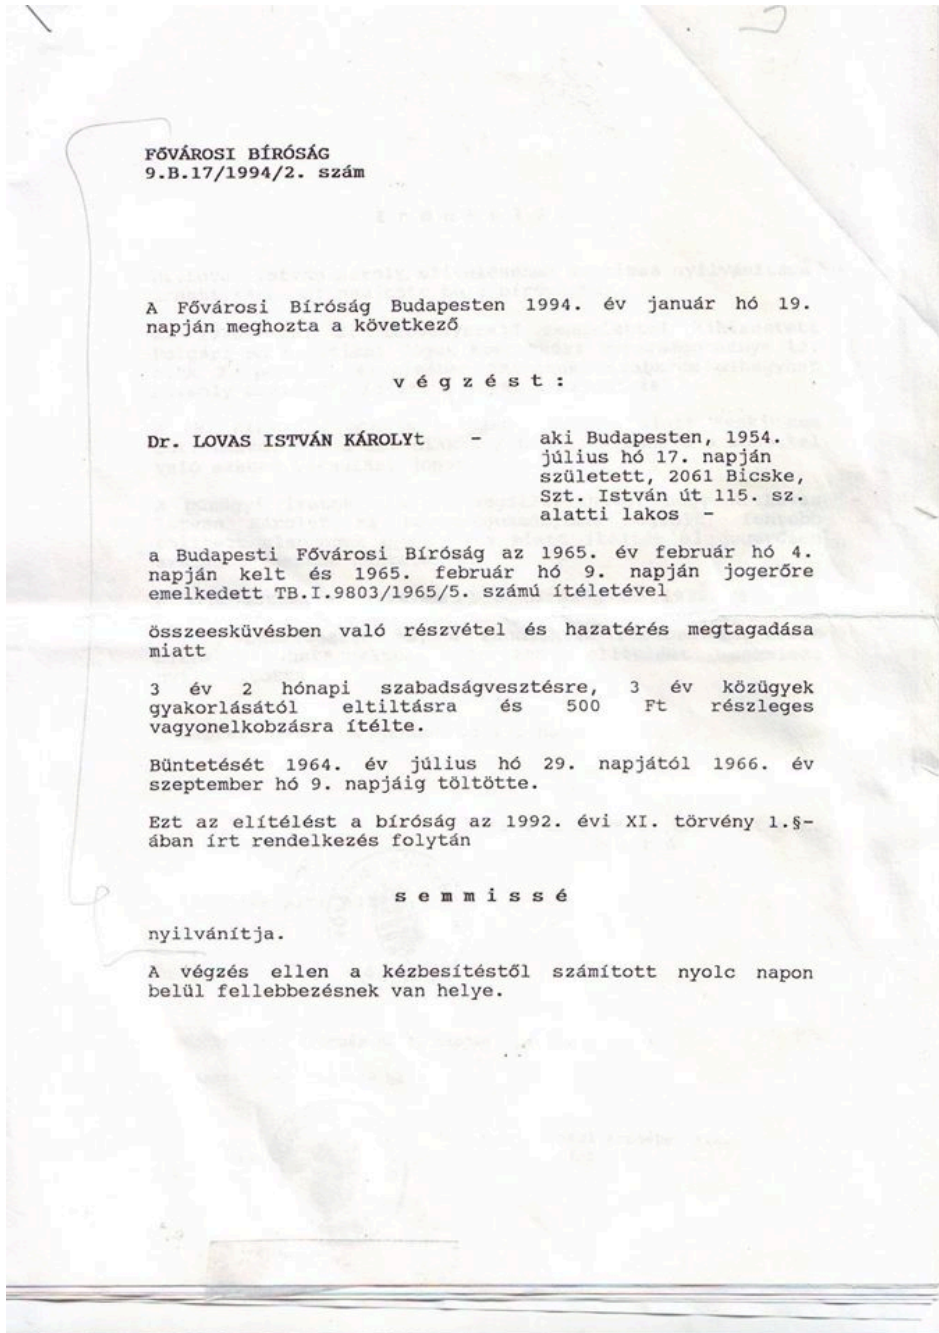 FŐVÁROSI BÍRÓSÁG
9.B.17/1994/2. szám
A Fővárosi Bíróság Budapesten 1994. év január hó 19.
napján meghozta a következő
v é g z é s t :
Dr. LOVAS ISTVÁN KÁROLYt - aki Budapesten, 1954.
július hó 17. napján
született, 2061 Bicske,
Szt. István út 115. sz.
alatti lakos -
a Budapesti Fővárosi Bíróság az 1965. év február hó 4.
napján kelt és 1965. február hó 9. napján jogerőre
emelkedett TB.I.9803/1965/5. számú ítéletével
összeesküvésben való részvétel és hazatérés megtagadása
miatt
3 év 2 hónapi szabadságvesztésre, 3 év közügyek
gyakorlásától eltiltásra és 500 Ft részleges
vagyonelkobzásra ítélte.
Büntetését 1964. év július hó 29. napjától 1966. év
szeptember hó 9. napjáig töltötte.
Ezt az elítélést a bíróság az 1992. évi XI. törvény 1.§-
ában írt rendelkezés folytán
s e m m i s s é
nyilvánítja.
A végzés ellen a kézbesítéstől számított nyolc napon
belül fellebbezésnek van helye.